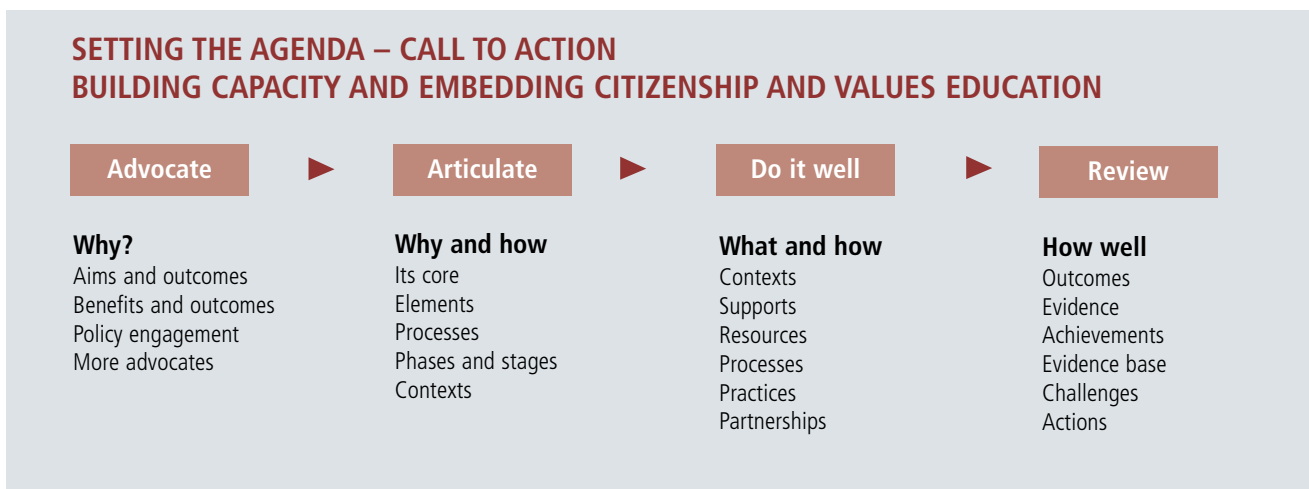 SETTING THE AGENDA – CALL TO ACTION
BUILDING CAPACITY AND EMBEDDING CITIZENSHIP AND VALUES EDUCATION
Advocate
Why?
Aims and outcomes
Benefits and outcomes
Policy engagement
More advocates
Articulate
Why and how
Its core
Elements
Processes
Phases and stages
Contexts
Do it well
What and how
Contexts
Supports
Resources
Processes
Practices
Partnerships
Review
How well
Outcomes
Evidence
Achievements
Evidence base
Challenges
Actions